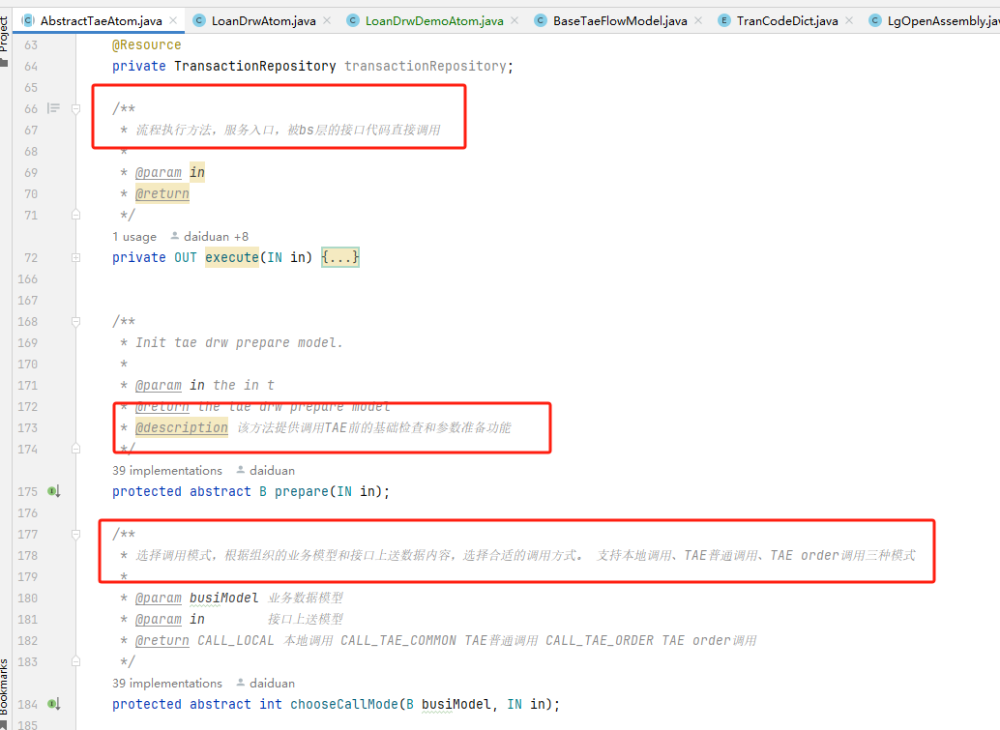 AbstractTaeAtom.java × LoanDrwAtom.java × LoanDrwDemoAtom.java × BaseTaeFlowModel.java × TranCodeDict.java × LgOpenAssembly.jav
Project
63 @Resource
64 private TransactionRepository transactionRepository;
65
66 /**
67 * 流程执行方法，服务入口，被bs层的接口代码直接调用
68 *
69 * @param in
70 * @return
71 */
1 usage daiduan +8
72 private OUT execute(IN in) {...}
166
167
168 /**
169 * Init tae drw prepare model.
170 *
171 * @param in the in t
172 * @return the tae drw prepare model
173 * @description 该方法提供调用TAE前的基础检查和参数准备功能
174 */
39 implementations daiduan
175 protected abstract B prepare(IN in);
176
177 /**
178 * 选择调用模式，根据组织的业务模型和接口上送数据内容，选择合适的调用方式。 支持本地调用、TAE普通调用、TAE order调用三种模式
179 *
180 * @param busiModel 业务数据模型
181 * @param in 接口上送模型
182 * @return CALL_LOCAL 本地调用 CALL_TAE_COMMON TAE普通调用 CALL_TAE_ORDER TAE order调用
183 */
39 implementations daiduan
184 protected abstract int chooseCallMode(B busiModel, IN in);
185
Bookmarks